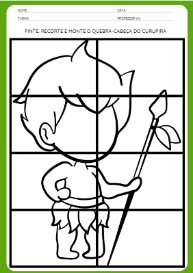 NOME: DATA:
TURMA: PROFESSOR(A):
PINTE, RECORTE E MONTE O QUEBRA-CABEÇA DO CURUPIRA